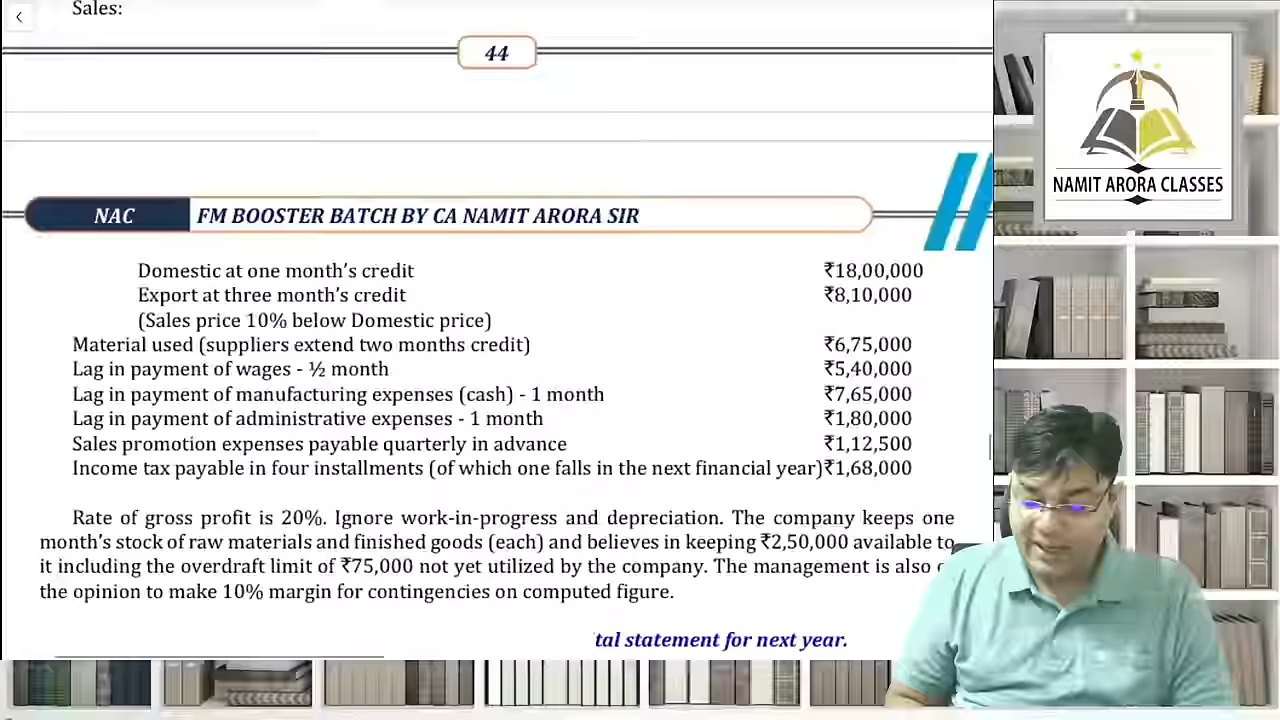 Sales:
44
NAC FM BOOSTER BATCH BY CA NAMIT ARORA SIR
NAMIT ARORA CLASSES
Domestic at one month's credit ₹18,00,000
Export at three month's credit ₹8,10,000
(Sales price 10% below Domestic price)
Material used (suppliers extend two months credit) ₹6,75,000
Lag in payment of wages - ½ month ₹5,40,000
Lag in payment of manufacturing expenses (cash) - 1 month ₹7,65,000
Lag in payment of administrative expenses - 1 month ₹1,80,000
Sales promotion expenses payable quarterly in advance ₹1,12,500
Income tax payable in four installments (of which one falls in the next financial year) ₹1,68,000
Rate of gross profit is 20%. Ignore work-in-progress and depreciation. The company keeps one
month's stock of raw materials and finished goods (each) and believes in keeping ₹2,50,000 available to
it including the overdraft limit of ₹75,000 not yet utilized by the company. The management is also
the opinion to make 10% margin for contingencies on computed figure.
tal statement for next year.